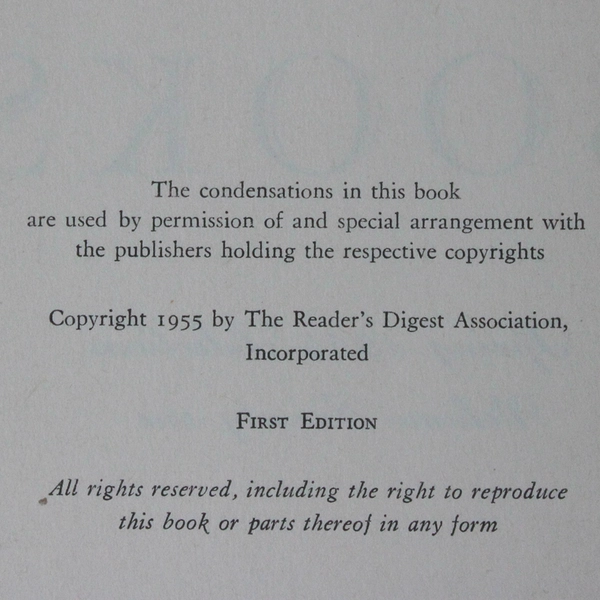 The condensations in this book
are used by permission of and special arrangement with
the publishers holding the respective copyrights
Copyright 1955 by The Reader's Digest Association,
Incorporated
First Edition
All rights reserved, including the right to reproduce
this book or parts thereof in any form